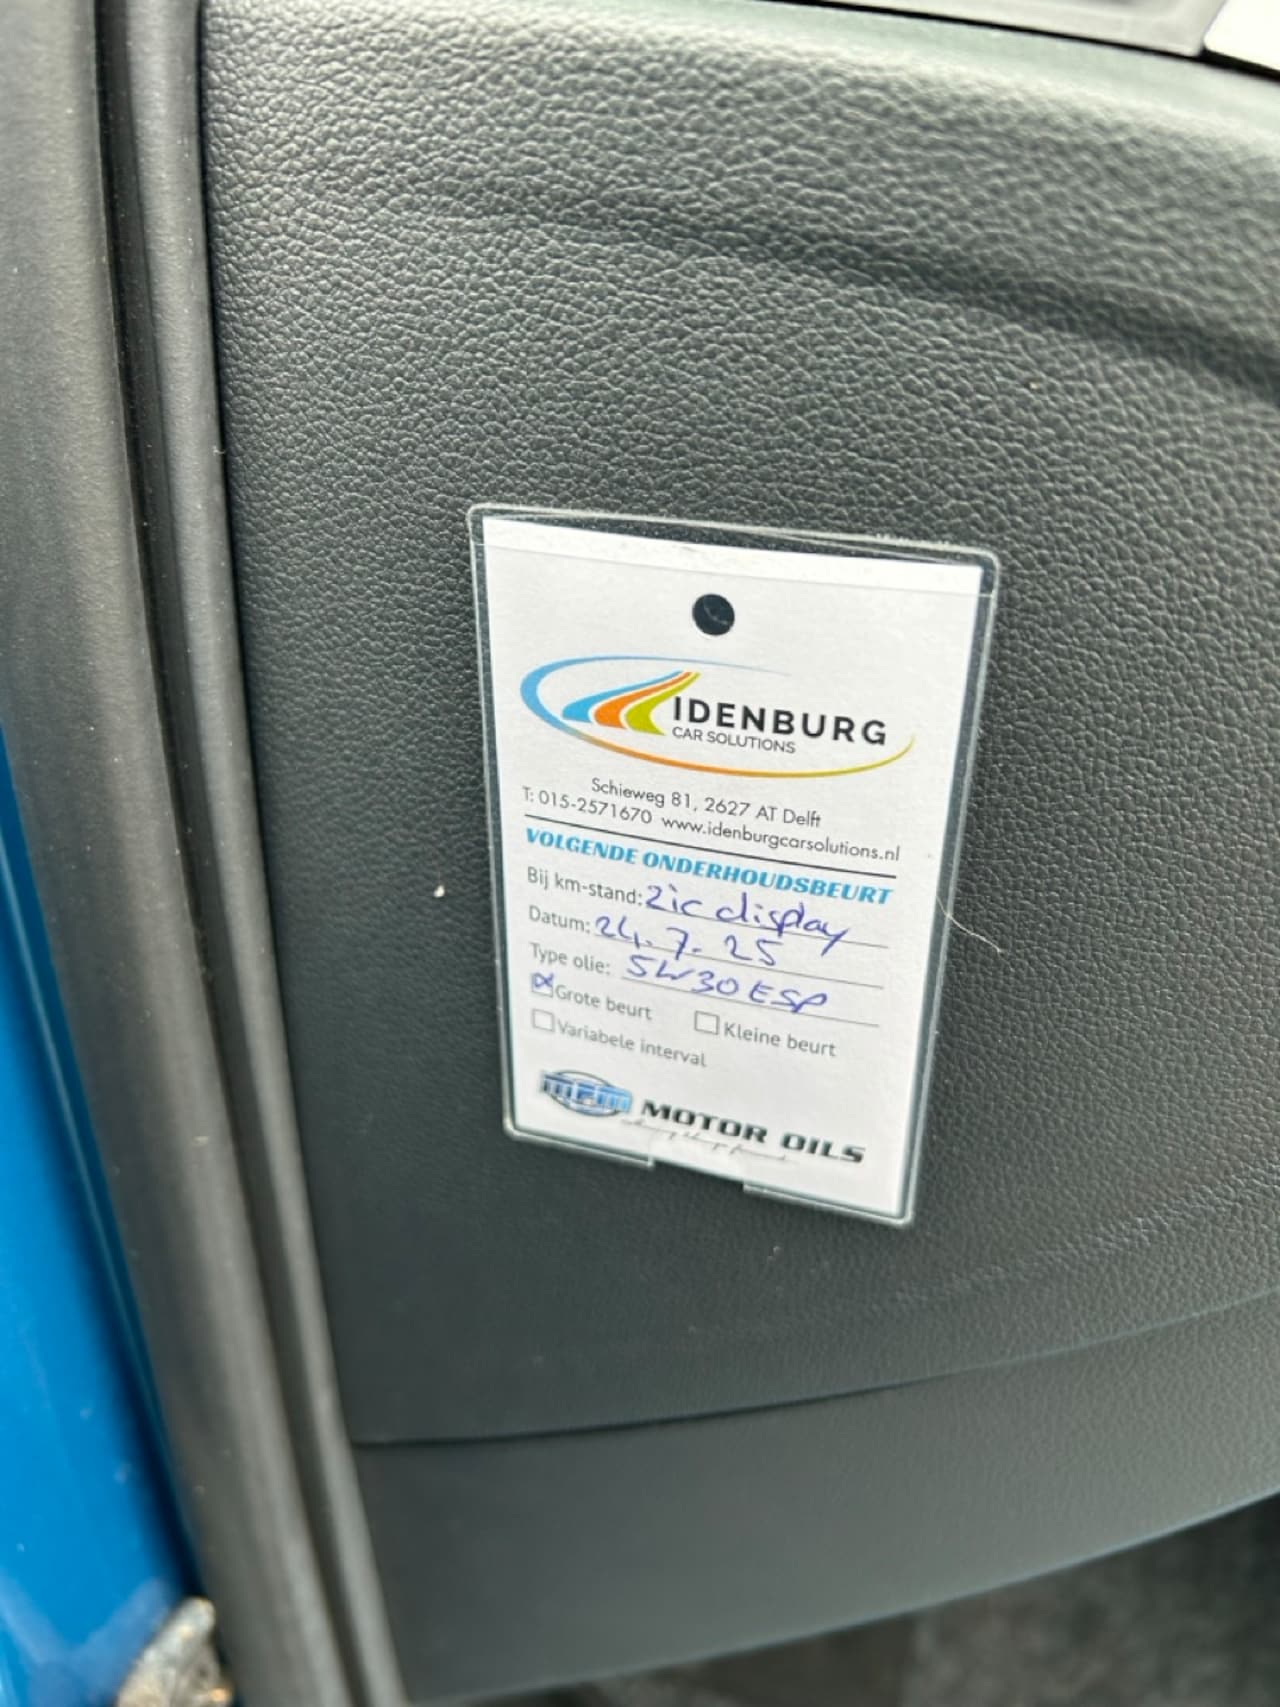 IDENBURG
CAR SOLUTIONS
Schieweg 81, 2627 AT Delft
T: 015-2571670 www.idenburgcarsolutions.nl
VOLGENDE ONDERHOUDSBEURT
Bij km-stand: zie display
Datum: 24.7.25
Type olie: 5W30 ESP
Grote beurt Kleine beurt
Variabele interval
MPM MOTOR OILS